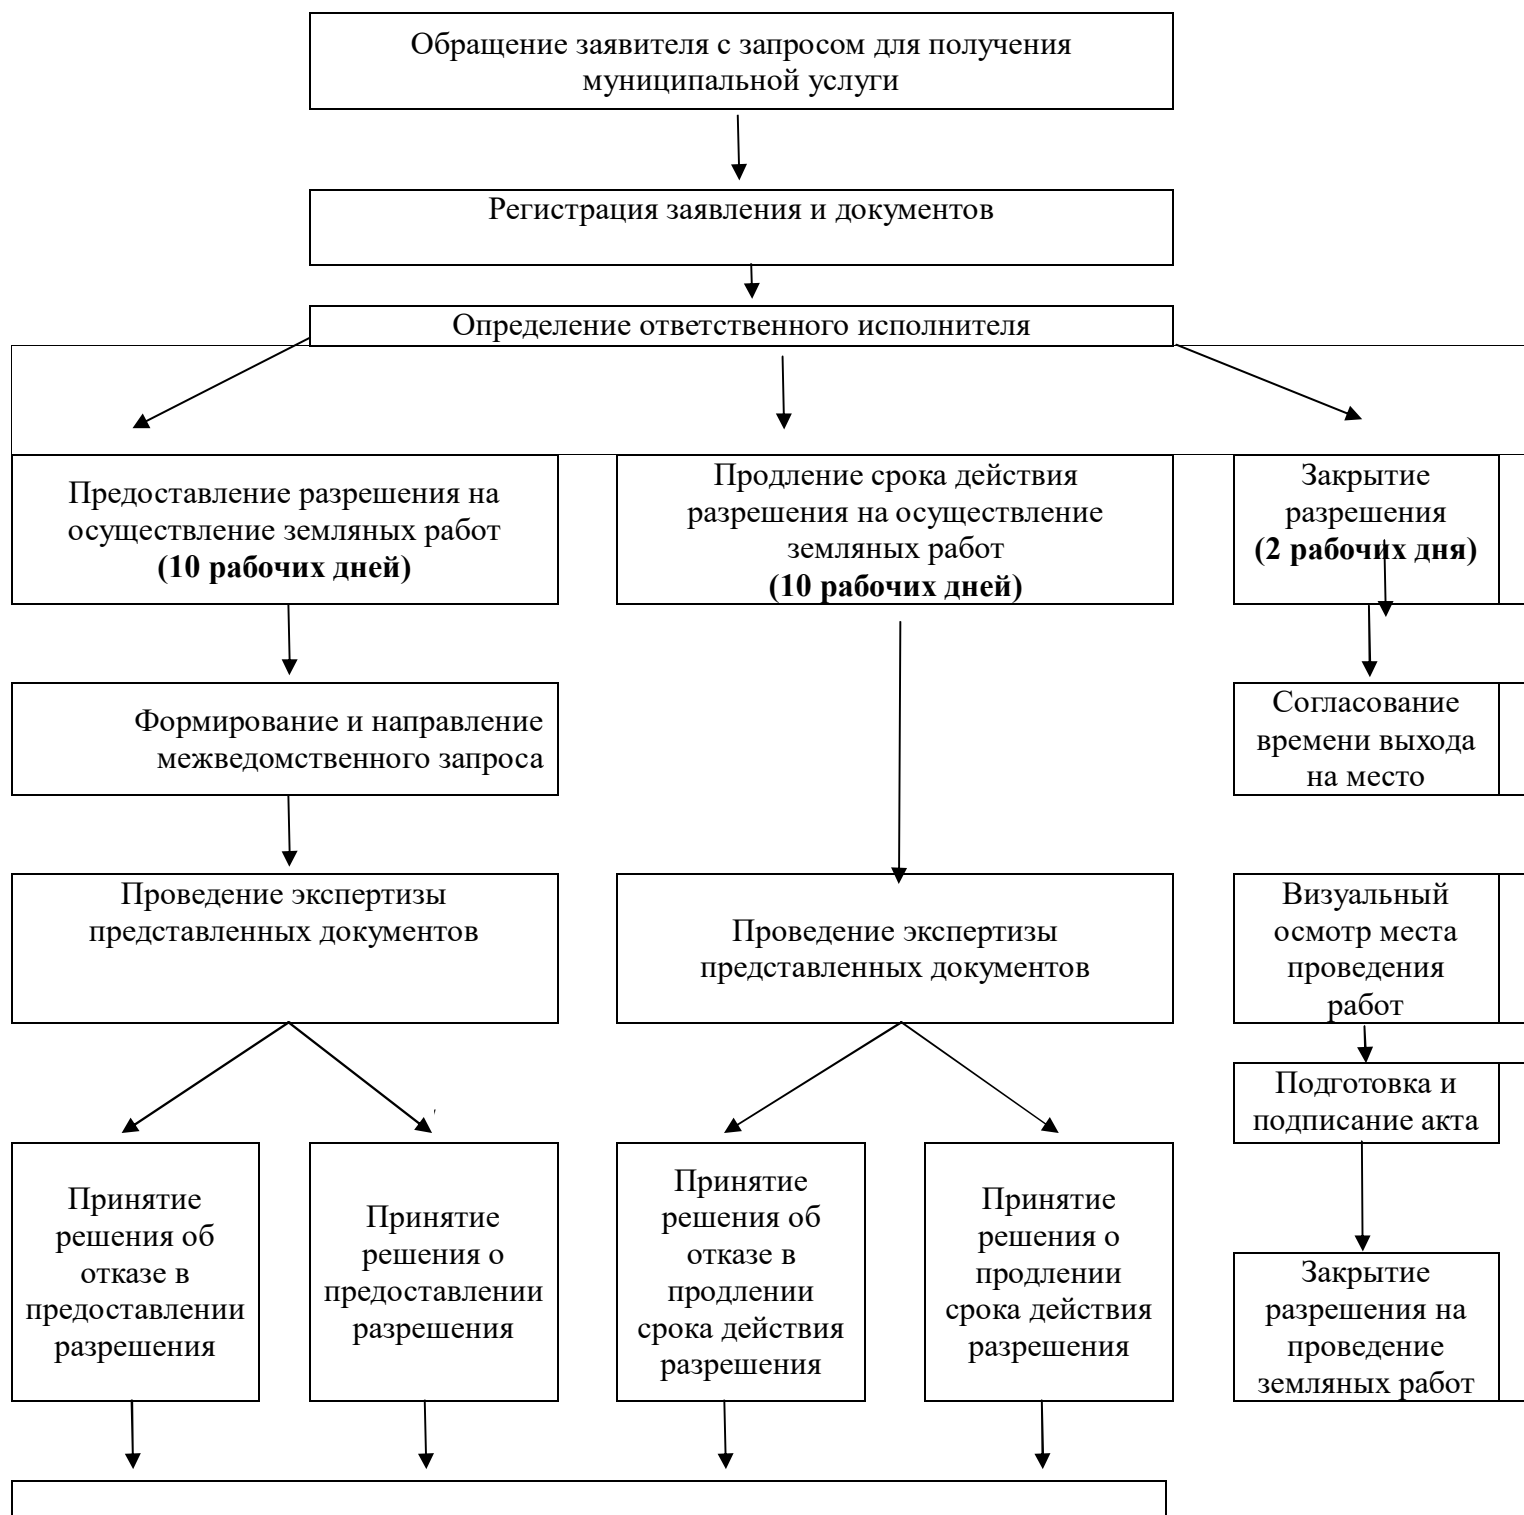 Обращение заявителя с запросом для получения
муниципальной услуги
Регистрация заявления и документов
Определение ответственного исполнителя
Предоставление разрешения на
осуществление земляных работ
(10 рабочих дней)
Продление срока действия
разрешения на осуществление
земляных работ
(10 рабочих дней)
Закрытие
разрешения
(2 рабочих дня)
Формирование и направление
межведомственного запроса
Согласование
времени выхода
на место
Проведение экспертизы
представленных документов
Проведение экспертизы
представленных документов
Визуальный
осмотр места
проведения
работ
Подготовка и
подписание акта
Принятие
решения об
отказе в
предоставлении
разрешения
Принятие
решения о
предоставлении
разрешения
Принятие
решения об
отказе в
продлении
срока действия
разрешения
Принятие
решения о
продлении
срока действия
разрешения
Закрытие
разрешения на
проведение
земляных работ